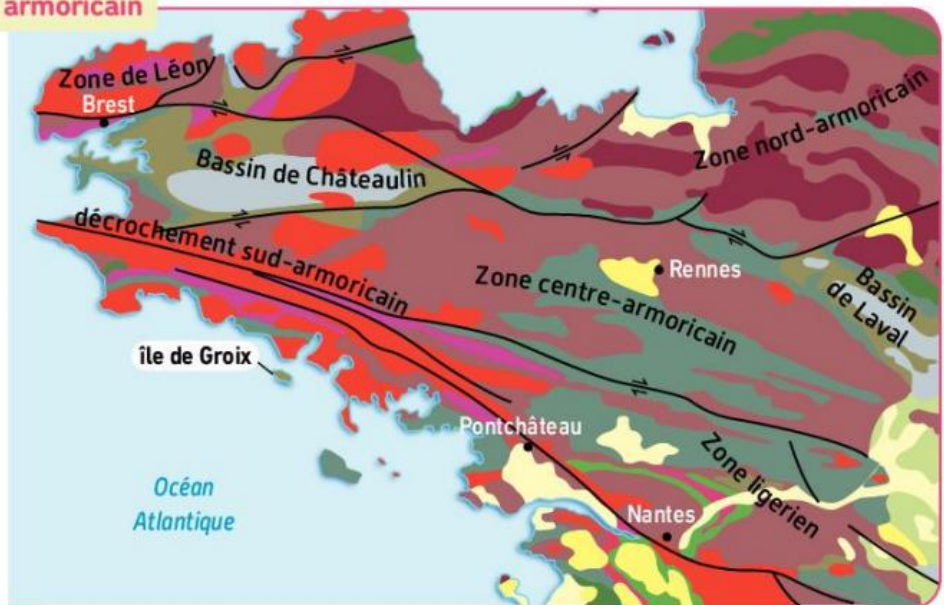 armoricain
Zone de Léon
Brest
Bassin de Châteaulin
Zone nord-armoricain
décrochement sud-armoricain
Zone centre-armoricain
Rennes
Bassin
de Laval
île de Groix
Pontchâteau
Zone ligerien
Océan
Atlantique
Nantes